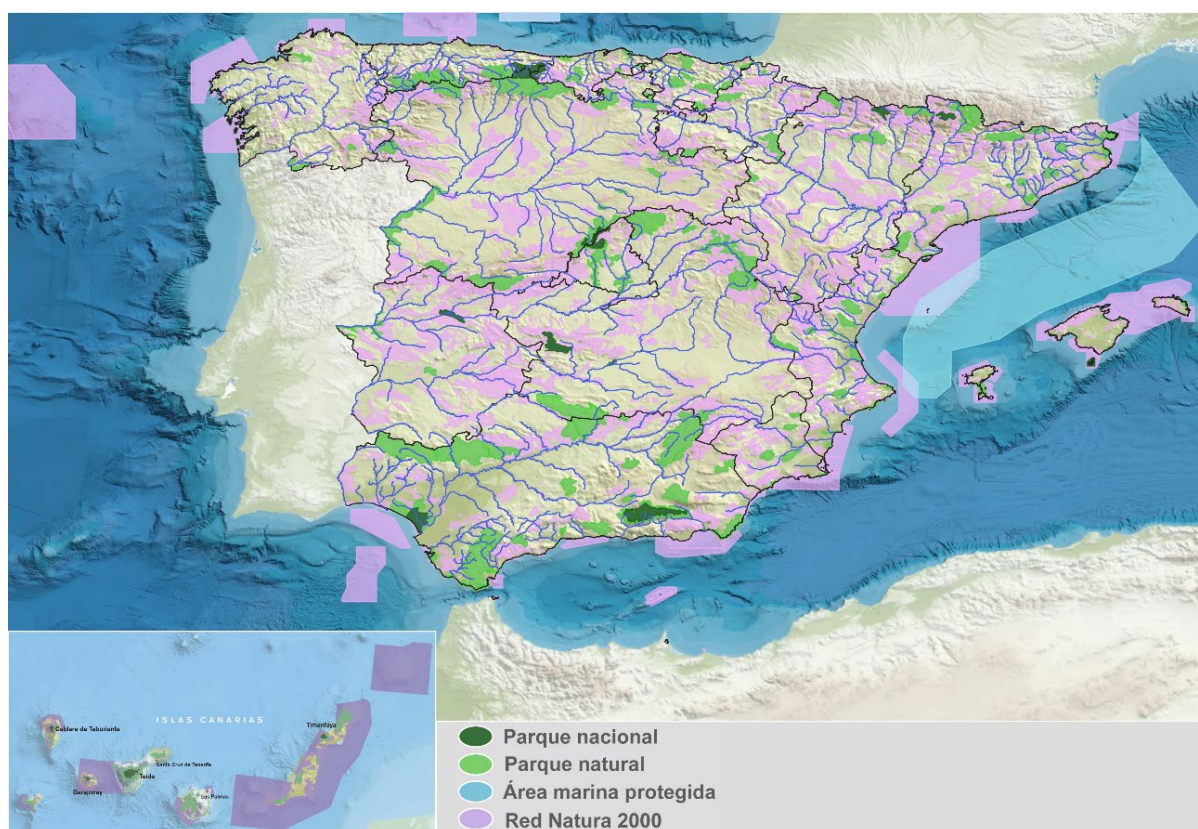 ISLAS CANARIAS
Timanfaya
Caldera de Taburiente
Santa Cruz de Tenerife
Teide
Garajonay
Las Palmas
Parque nacional
Parque natural
Área marina protegida
Red Natura 2000